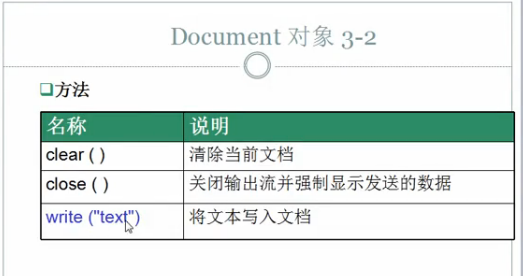 Document 对象 3-2
方法
名称 说明
clear ( ) 清除当前文档
close ( ) 关闭输出流并强制显示发送的数据
write ("text") 将文本写入文档